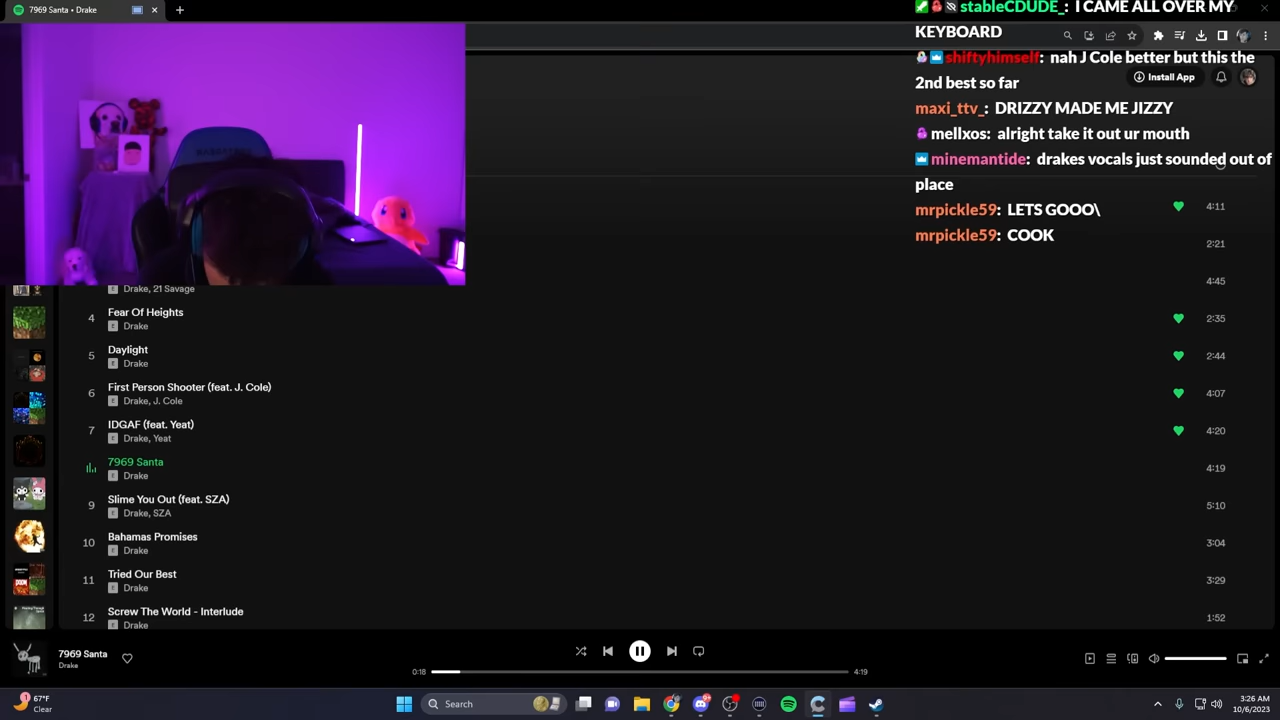 7969 Santa • Drake
stableCDUDE_: I CAME ALL OVER MY
KEYBOARD
shiftyhimself: nah J Cole better but this the
2nd best so far
Install App
maxi_ttv_: DRIZZY MADE ME JIZZY
mellxos: alright take it out ur mouth
minemantide: drakes vocals just sounded out of
place
mrpickle59: LETS GOOO\
4:11
mrpickle59: COOK
2:21
4:45
E Drake, 21 Savage
4 Fear Of Heights 2:35
E Drake
5 Daylight 2:44
E Drake
6 First Person Shooter (feat. J. Cole) 4:07
E Drake, J. Cole
7 IDGAF (feat. Yeat) 4:20
E Drake, Yeat
7969 Santa 4:19
E Drake
9 Slime You Out (feat. SZA) 5:10
E Drake, SZA
10 Bahamas Promises 3:04
E Drake
11 Tried Our Best 3:29
E Drake
12 Screw The World - Interlude 1:52
E Drake
7969 Santa
Drake
0:18 4:19
1 67°F
Clear
Search
3:26 AM
10/6/2023